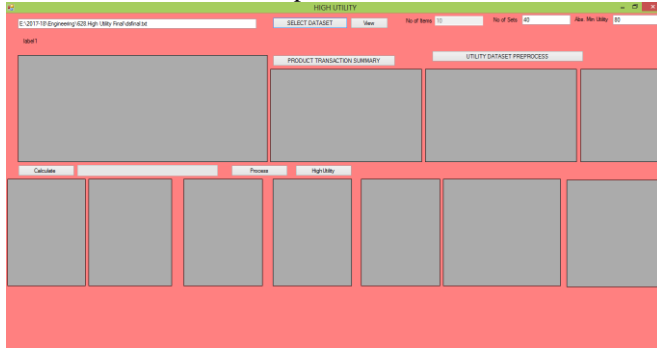 HIGH UTILITY
E:\2017-18\Engineering\628.High Utility Final\dsfinal.txt SELECT DATASET View No of Items 10 No of Sets 40 Abs. Min Utility 80
label1
PRODUCT TRANSACTION SUMMARY UTILITY DATASET PREPROCESS
Calculate Process High Utility